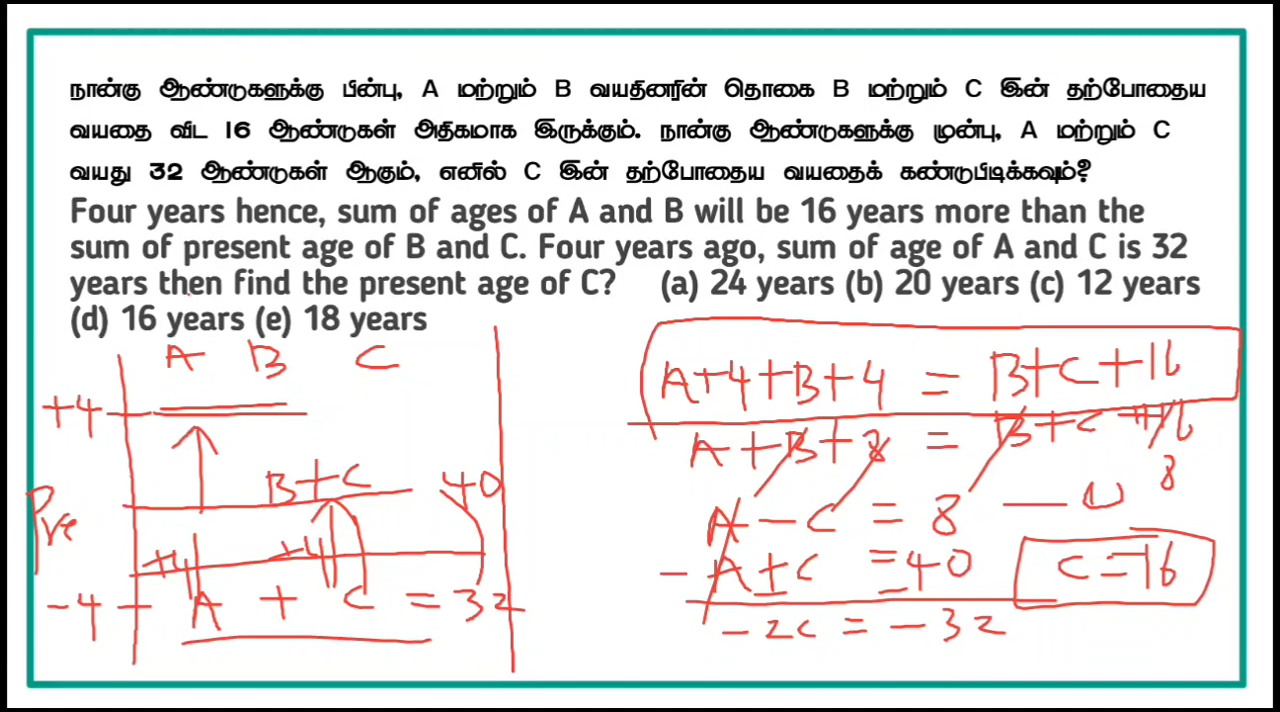 நான்கு ஆண்டுகளுக்கு பின்பு, A மற்றும் B வயதினரின் தொகை B மற்றும் C இன் தற்போதைய
வயதை விட 16 ஆண்டுகள் அதிகமாக இருக்கும். நான்கு ஆண்டுகளுக்கு முன்பு, A மற்றும் C
வயது 32 ஆண்டுகள் ஆகும், எனில் C இன் தற்போதைய வயதைக் கண்டுபிடிக்கவும்?
Four years hence, sum of ages of A and B will be 16 years more than the
sum of present age of B and C. Four years ago, sum of age of A and C is 32
years then find the present age of C? (a) 24 years (b) 20 years (c) 12 years
(d) 16 years (e) 18 years
A B C
+4
B+C 40
Pre
+4 +4
-4 A + C = 32
A+4+B+4 = B+C+16
A+B+8 = B+C+16
8
A-C = 8 — (1)
- A+C = 40
-2C = -32
C=16